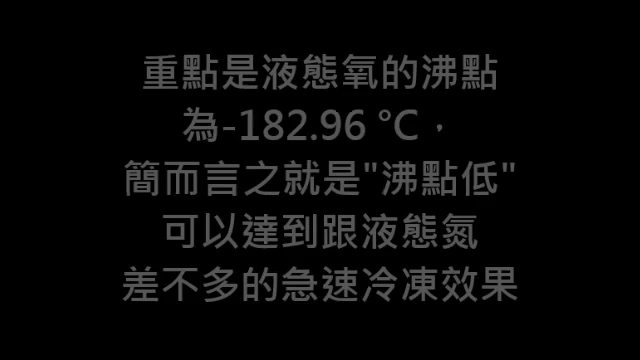 重點是液態氧的沸點
為-182.96 °C，
簡而言之就是"沸點低"
可以達到跟液態氮
差不多的急速冷凍效果